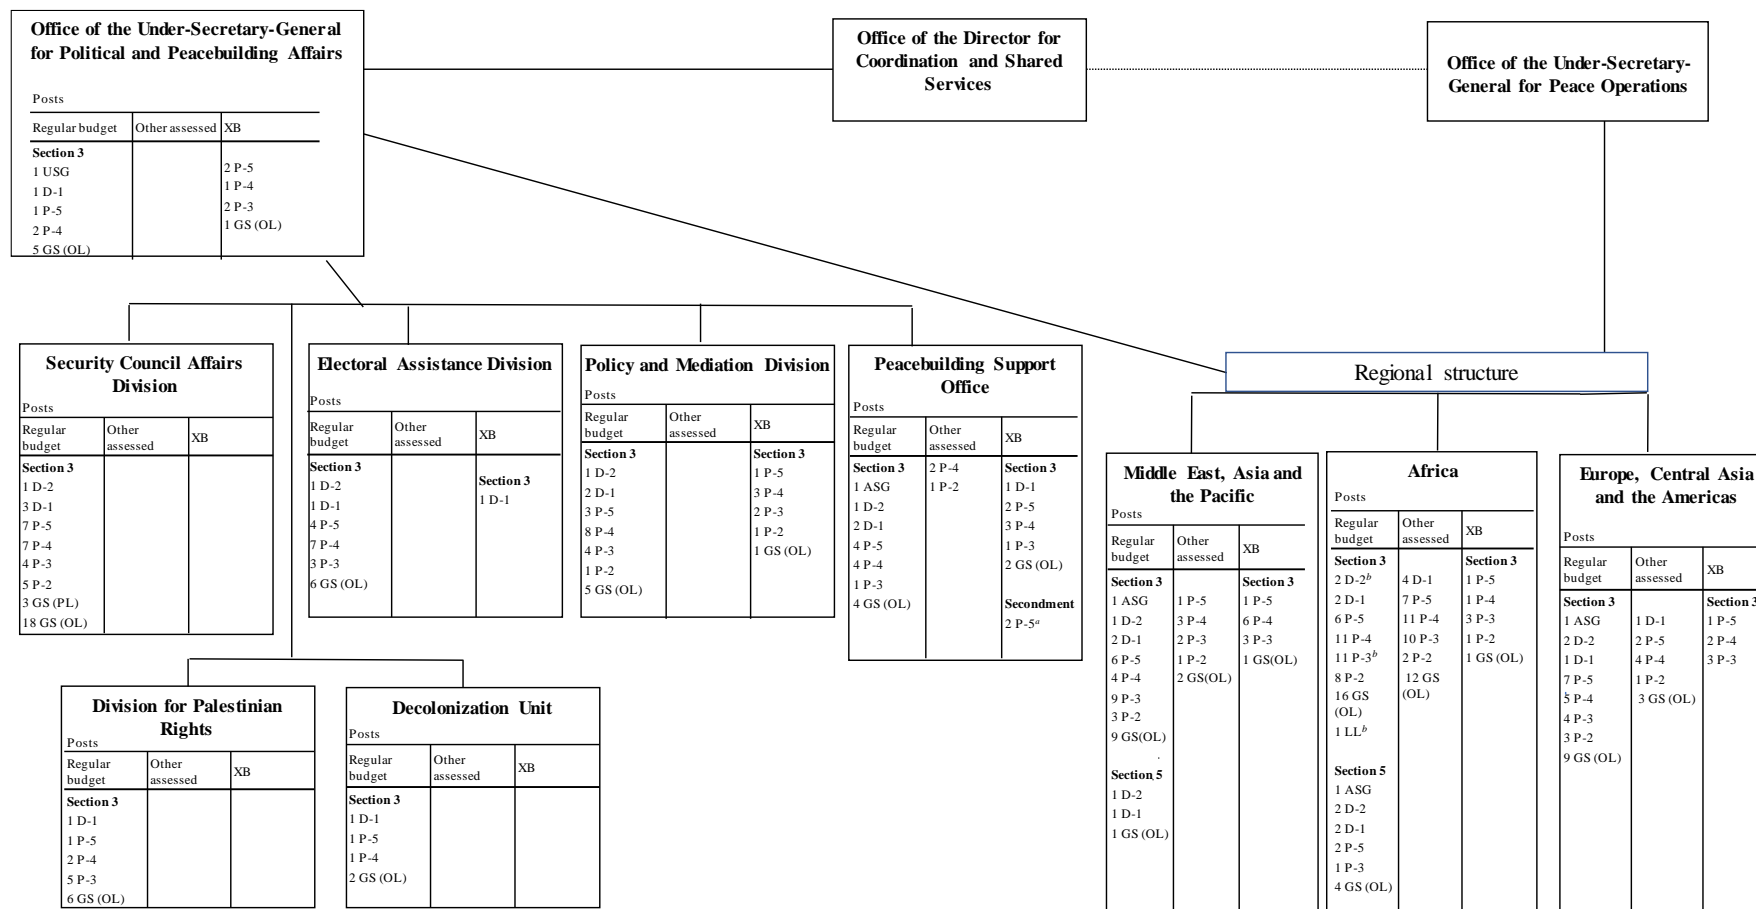 Office of the Under-Secretary-General
for Political and Peacebuilding Affairs
Posts
Regular budget
Other assessed
XB
Section 3
1 USG
1 D-1
1 P-5
2 P-4
5 GS (OL)
2 P-5
1 P-4
2 P-3
1 GS (OL)
Office of the Director for
Coordination and Shared
Services
Office of the Under-Secretary-
General for Peace Operations
Security Council Affairs
Division
Posts
Regular
budget
Other
assessed
XB
Section 3
1 D-2
3 D-1
7 P-5
7 P-4
4 P-3
5 P-2
3 GS (PL)
18 GS (OL)
Electoral Assistance Division
Posts
Regular
budget
Other
assessed
XB
Section 3
1 D-2
1 D-1
4 P-5
7 P-4
3 P-3
6 GS (OL)
Section 3
1 D-1
Policy and Mediation Division
Posts
Regular
budget
Other
assessed
XB
Section 3
1 D-2
2 D-1
3 P-5
8 P-4
4 P-3
1 P-2
5 GS (OL)
Section 3
1 P-5
3 P-4
2 P-3
1 P-2
1 GS (OL)
Peacebuilding Support
Office
Posts
Regular
budget
Other
assessed
XB
Section 3
1 ASG
1 D-2
2 D-1
4 P-5
4 P-4
1 P-3
4 GS (OL)
2 P-4
1 P-2
Section 3
1 D-1
2 P-5
3 P-4
1 P-3
2 GS (OL)
Secondment
2 P-5a
Regional structure
Middle East, Asia and
the Pacific
Posts
Regular
budget
Other
assessed
XB
Section 3
1 ASG
1 D-2
2 D-1
6 P-5
4 P-4
9 P-3
3 P-2
9 GS(OL)
Section 5
1 D-2
1 D-1
1 GS (OL)
1 P-5
3 P-4
2 P-3
1 P-2
2 GS(OL)
Section 3
1 P-5
6 P-4
3 P-3
1 GS(OL)
Africa
Posts
Regular
budget
Other
assessed
XB
Section 3
2 D-2b
2 D-1
6 P-5
11 P-4
11 P-3b
8 P-2
16 GS
(OL)
1 LLb
Section 5
1 ASG
2 D-2
2 D-1
2 P-5
1 P-3
4 GS (OL)
4 D-1
7 P-5
11 P-4
10 P-3
2 P-2
12 GS
(OL)
Section 3
1 P-5
1 P-4
3 P-3
1 P-2
1 GS (OL)
Europe, Central Asia
and the Americas
Posts
Regular
budget
Other
assessed
XB
Section 3
1 ASG
2 D-2
1 D-1
7 P-5
5 P-4
4 P-3
3 P-2
9 GS (OL)
1 D-1
2 P-5
4 P-4
1 P-2
3 GS (OL)
Section 3
1 P-5
2 P-4
3 P-3
Division for Palestinian
Rights
Posts
Regular
budget
Other
assessed
XB
Section 3
1 D-1
1 P-5
2 P-4
5 P-3
6 GS (OL)
Decolonization Unit
Posts
Regular
budget
Other
assessed
XB
Section 3
1 D-1
1 P-5
1 P-4
2 GS (OL)